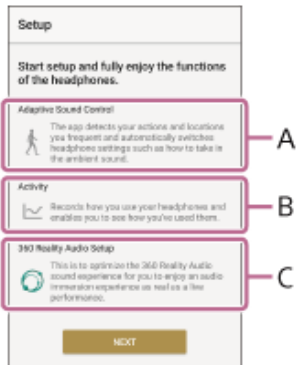 Setup
Start setup and fully enjoy the functions
of the headphones.
Adaptive Sound Control
The app detects your actions and locations
you frequent and automatically switches
headphone settings such as how to take in
the ambient sound.
A
Activity
Records how you use your headphones and
enables you to see how you've used them.
B
360 Reality Audio Setup
This is to optimize the 360 Reality Audio
sound experience for you to enjoy an audio
immersion experience as real as a live
performance.
C
NEXT